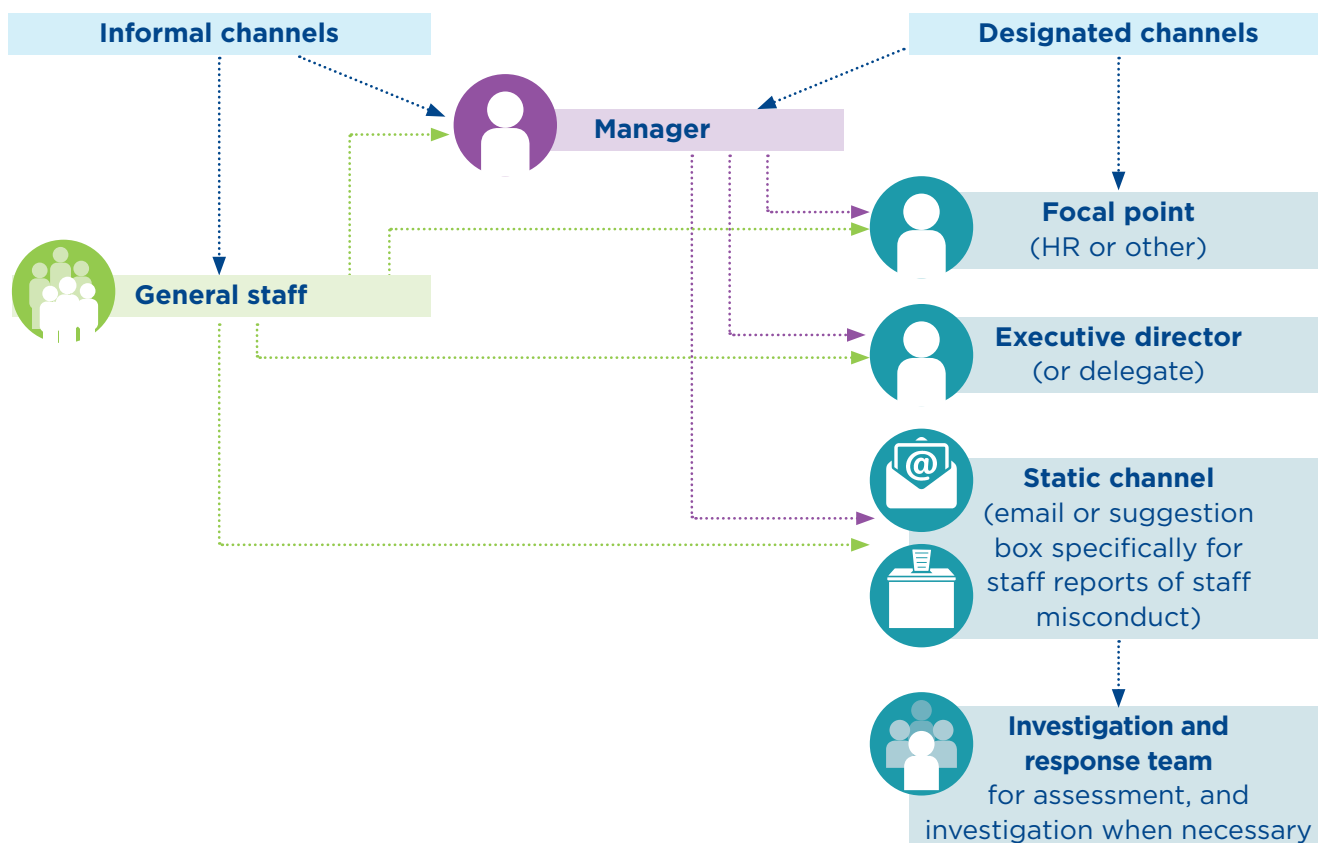 Informal channels
Designated channels
Manager
Focal point
(HR or other)
General staff
Executive director
(or delegate)
@
Static channel
(email or suggestion
box specifically for
staff reports of staff
misconduct)
Investigation and
response team
for assessment, and
investigation when necessary